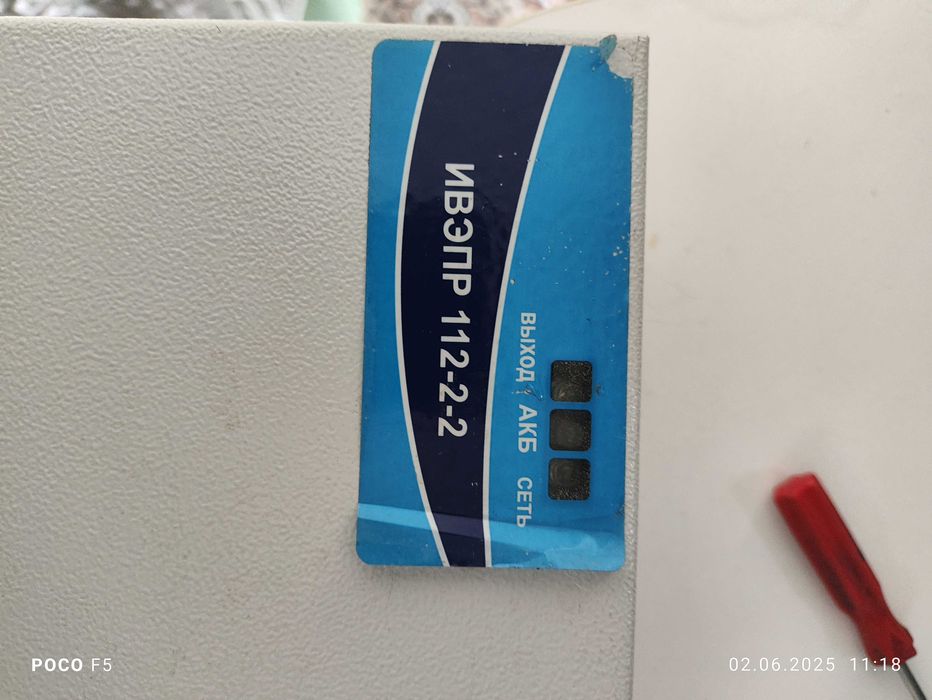 ИВЭПР 112-2-2
ВЫХОД АКБ СЕТЬ
POCO F5
02.06.2025 11:18